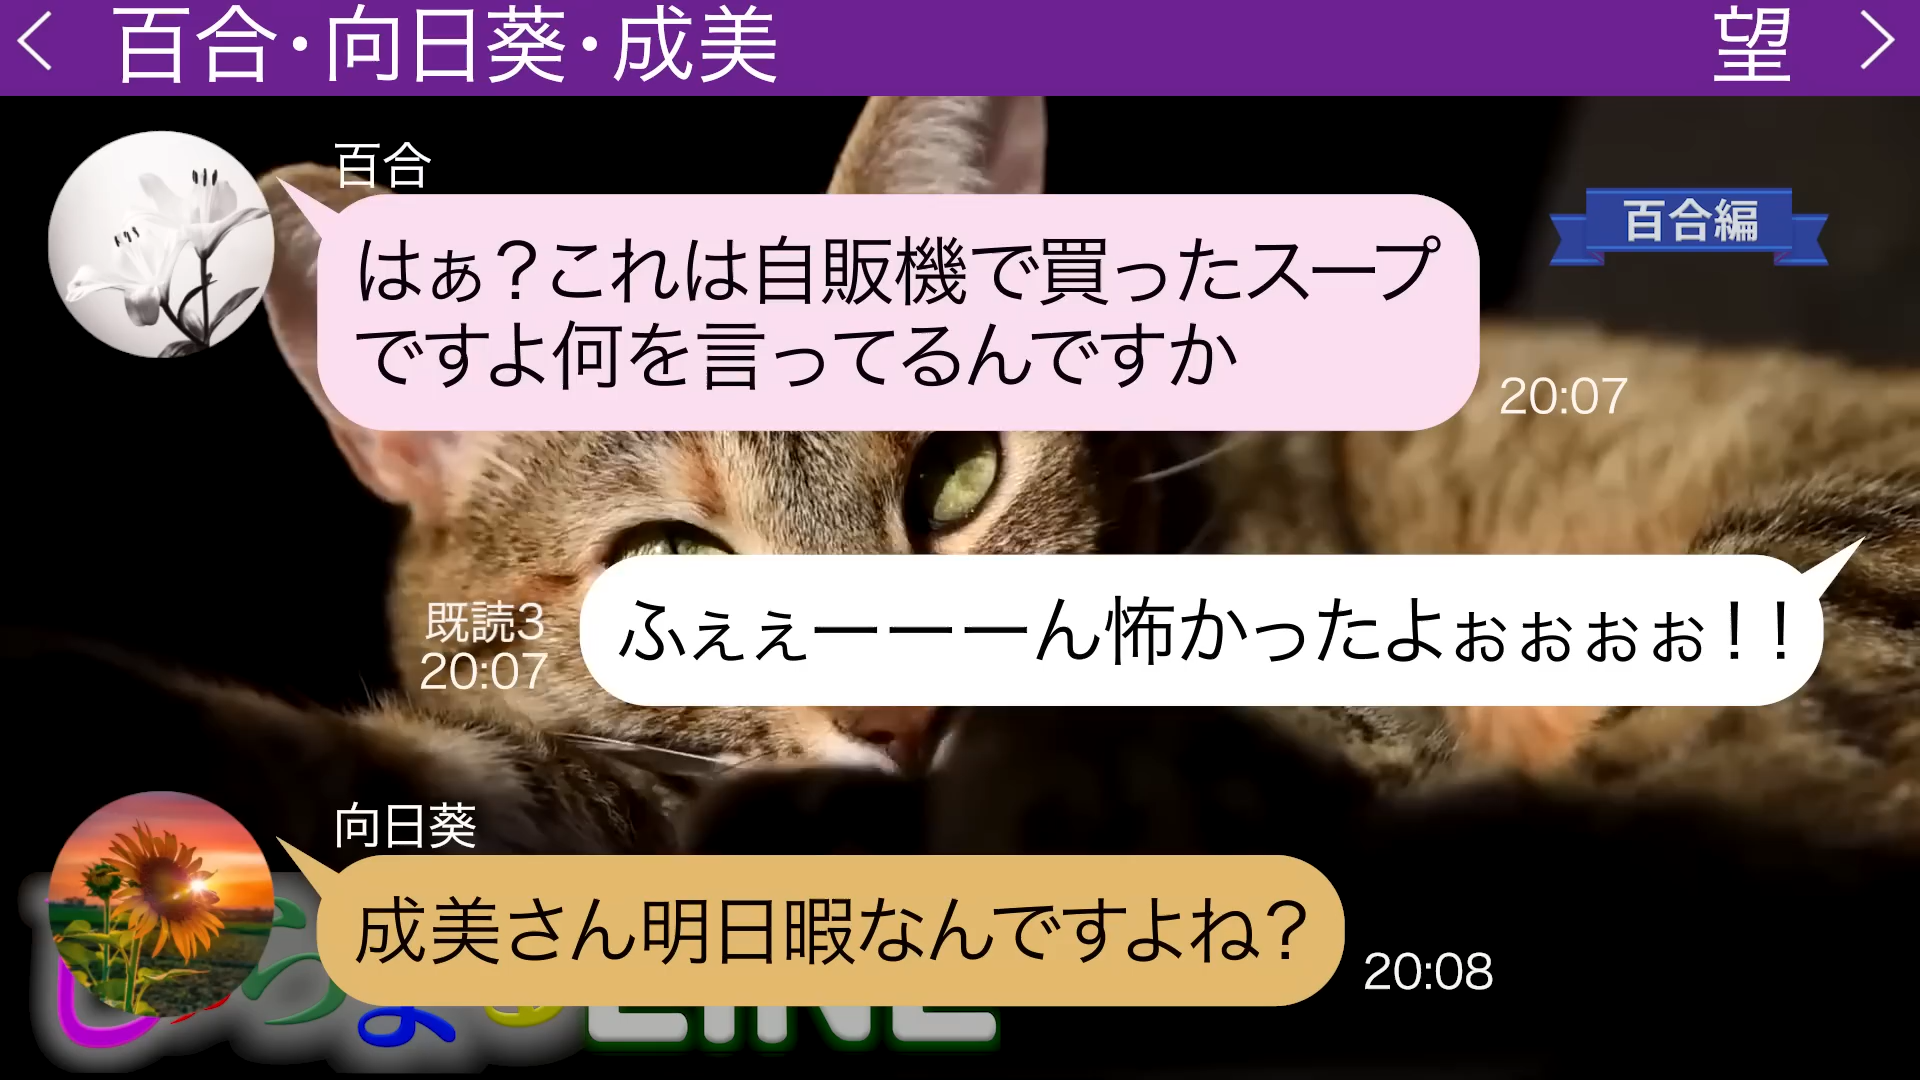 百合・向日葵・成美
望
百合
百合編
はぁ？これは自販機で買ったスープ
ですよ何を言ってるんですか
20:07
既読3
20:07
ふぇぇーーーん怖かったよぉぉぉぉ！！
向日葵
成美さん明日暇なんですよね？
20:08
LINE